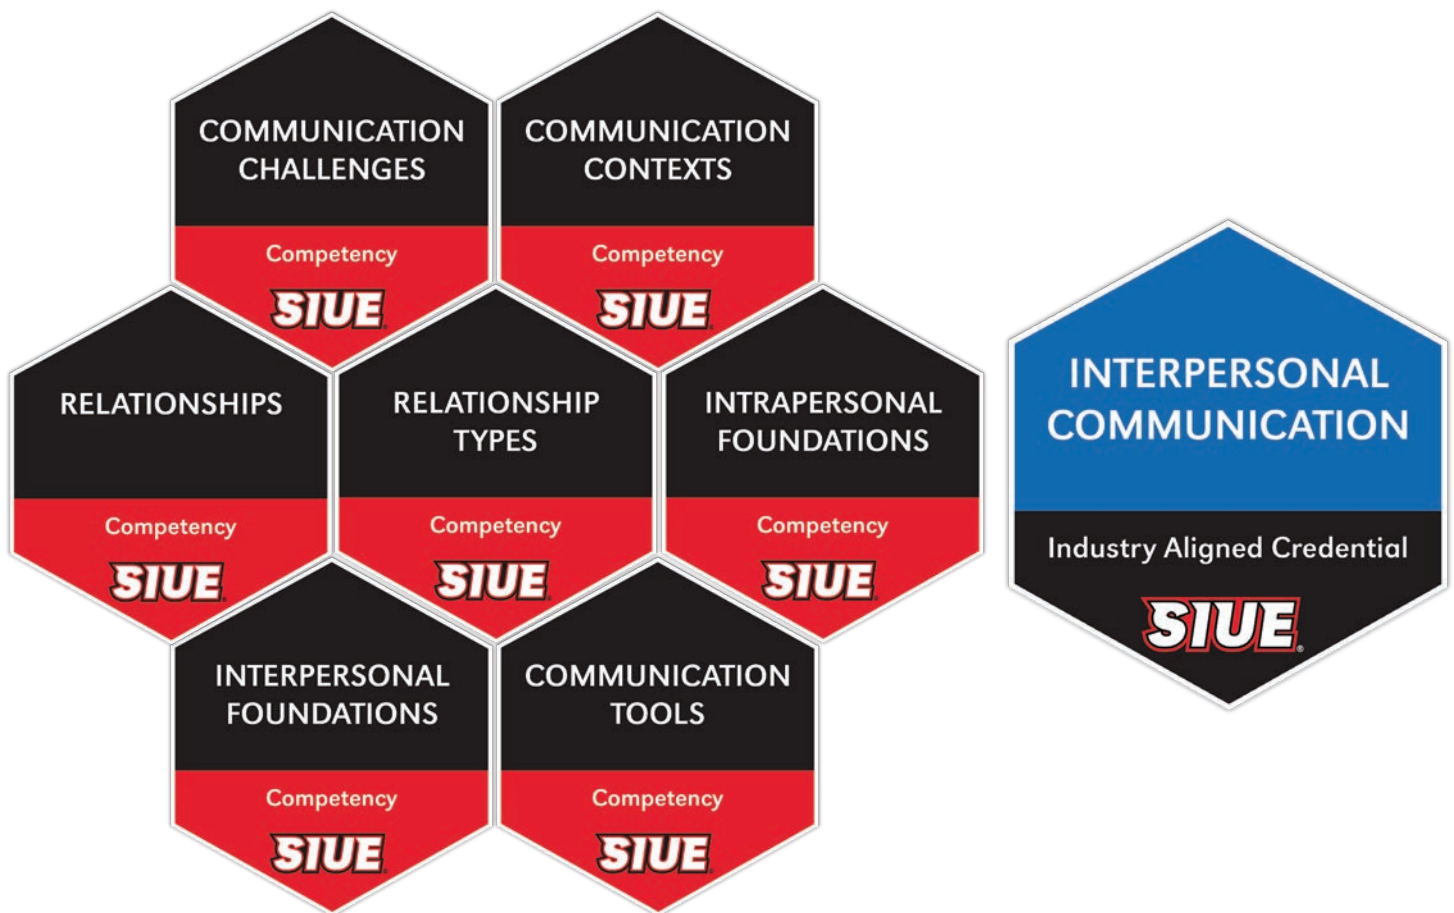 COMMUNICATION
CHALLENGES
Competency
SIUE
COMMUNICATION
CONTEXTS
Competency
SIUE
RELATIONSHIPS
Competency
SIUE
RELATIONSHIP
TYPES
Competency
SIUE
INTRAPERSONAL
FOUNDATIONS
Competency
SIUE
INTERPERSONAL
FOUNDATIONS
Competency
SIUE
COMMUNICATION
TOOLS
Competency
SIUE
INTERPERSONAL
COMMUNICATION
Industry Aligned Credential
SIUE®